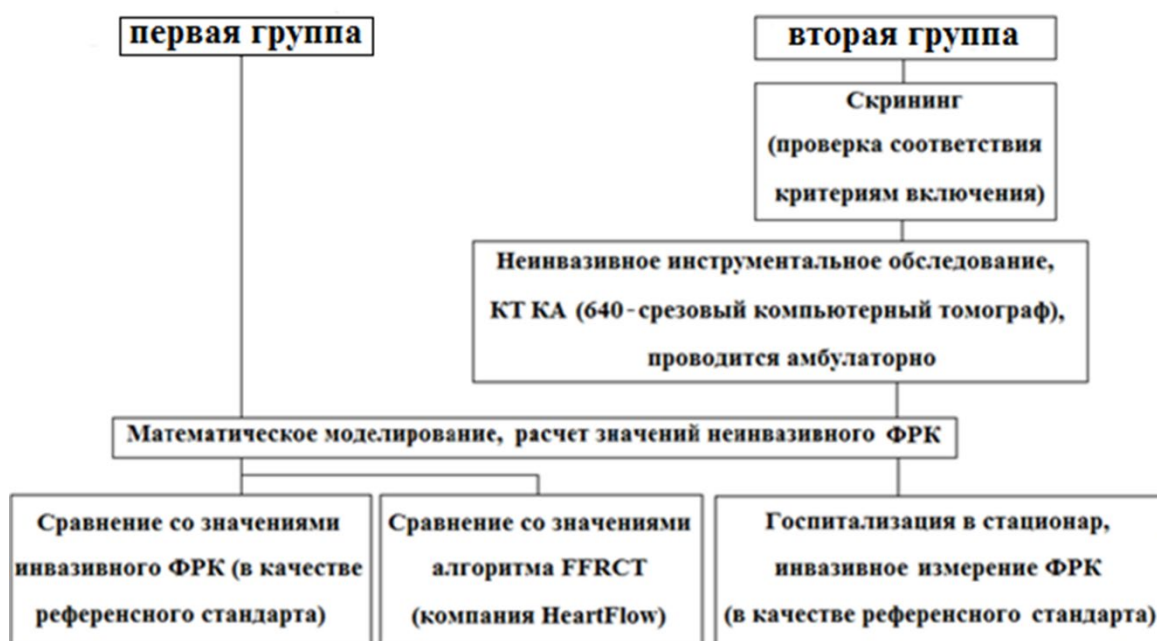 первая группа
вторая группа
Скрининг
(проверка соответствия
критериям включения)
Неинвазивное инструментальное обследование,
КТ КА (640-срезовый компьютерный томограф),
проводится амбулаторно
Математическое моделирование, расчет значений неинвазивного ФРК
Сравнение со значениями
инвазивного ФРК (в качестве
референсного стандарта)
Сравнение со значениями
алгоритма FFRCT
(компания HeartFlow)
Госпитализация в стационар,
инвазивное измерение ФРК
(в качестве референсного стандарта)